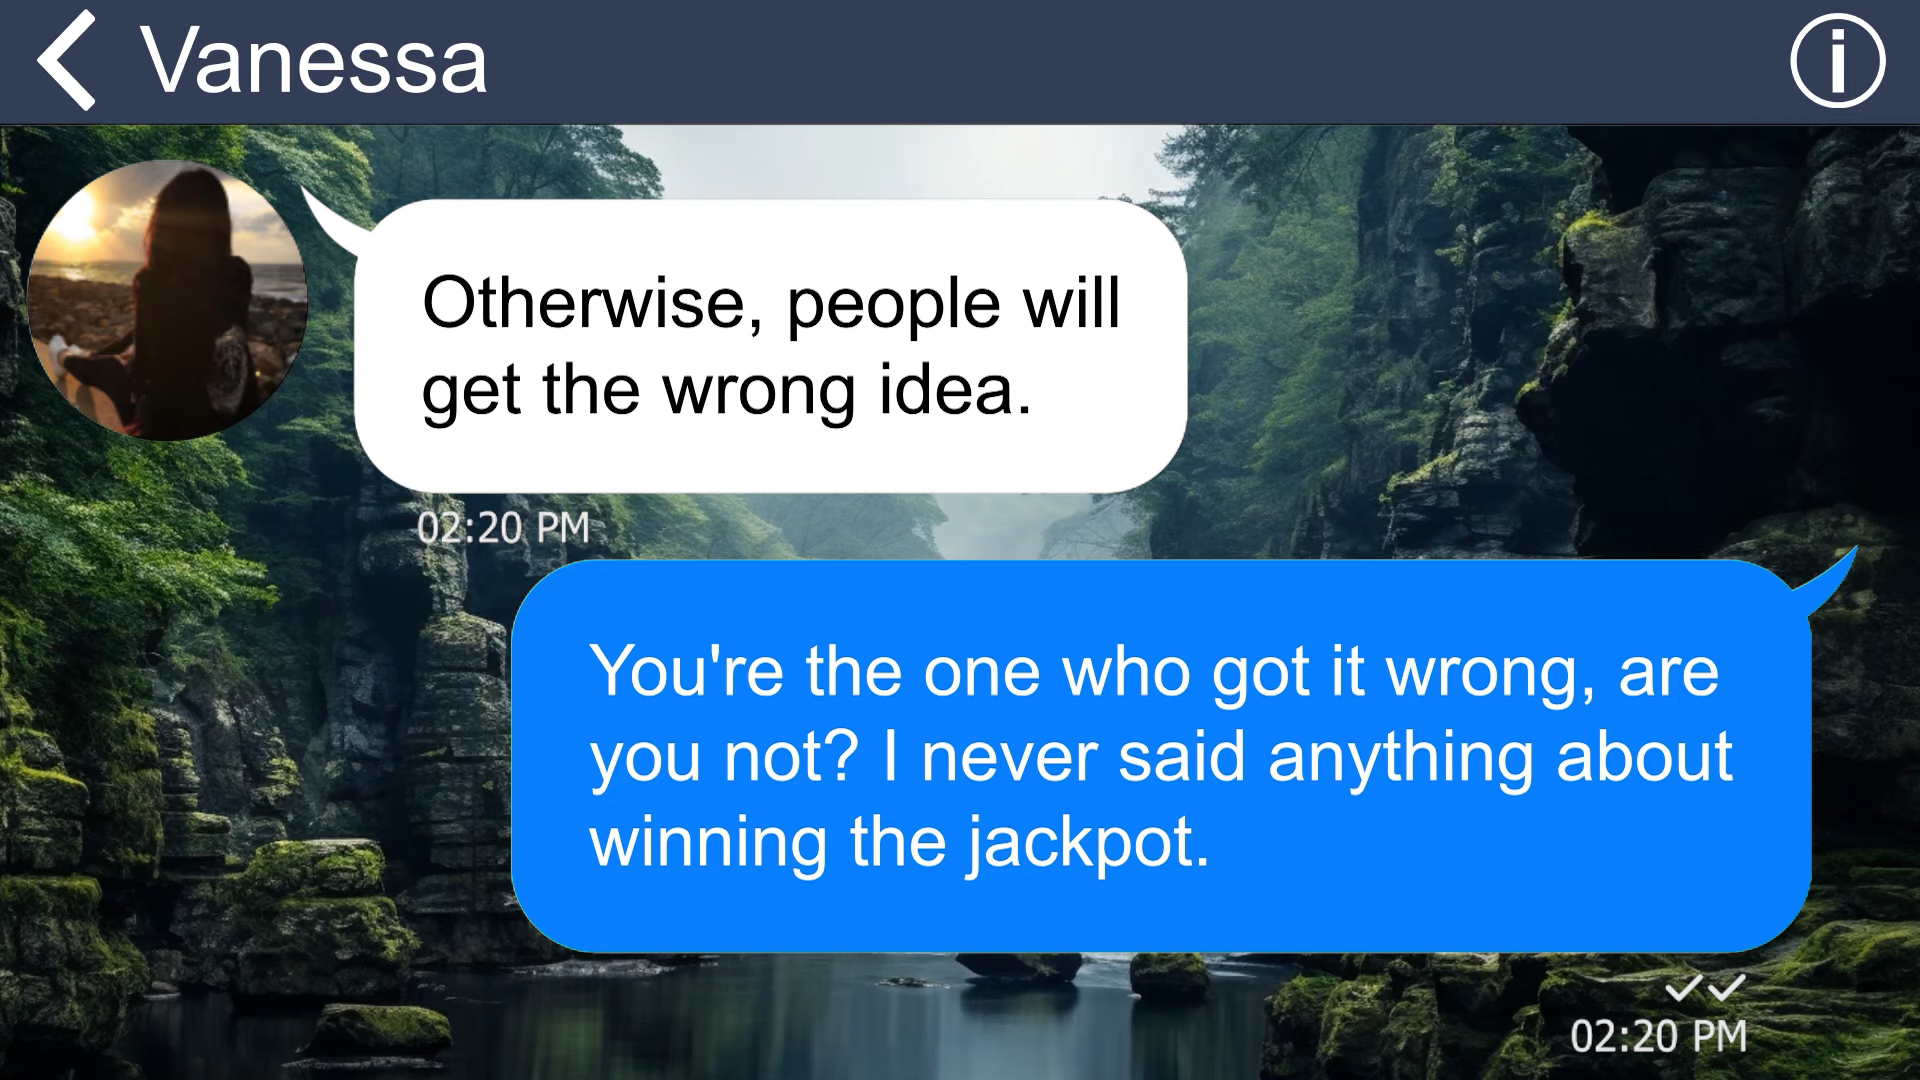 Vanessa
Otherwise, people will
get the wrong idea.
02:20 PM
You're the one who got it wrong, are
you not? I never said anything about
winning the jackpot.
02:20 PM